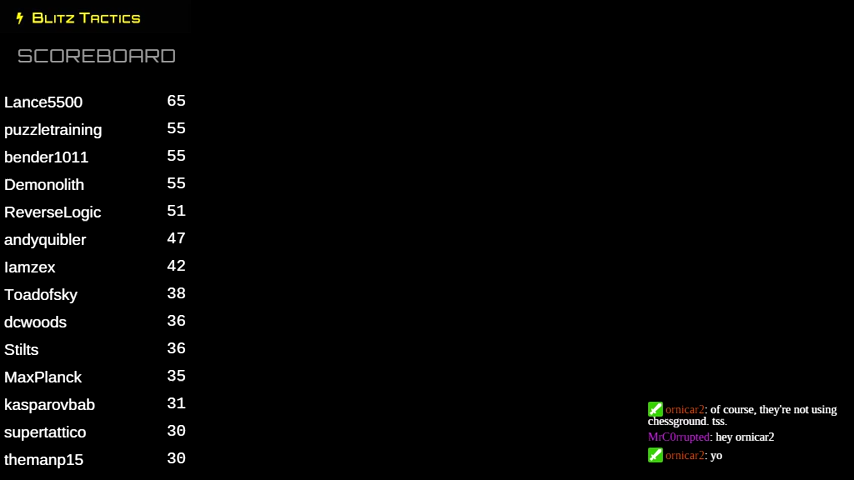 Blitz Tactics
SCOREBOARD
Lance5500 65
puzzletraining 55
bender1011 55
Demonolith 55
ReverseLogic 51
andyquibler 47
Iamzex 42
Toadofsky 38
dcwoods 36
Stilts 36
MaxPlanck 35
kasparovbab 31
supertattico 30
themanp15 30
ornicar2: of course, they're not using
chessground. tss.
MrC0rrupted: hey ornicar2
ornicar2: yo